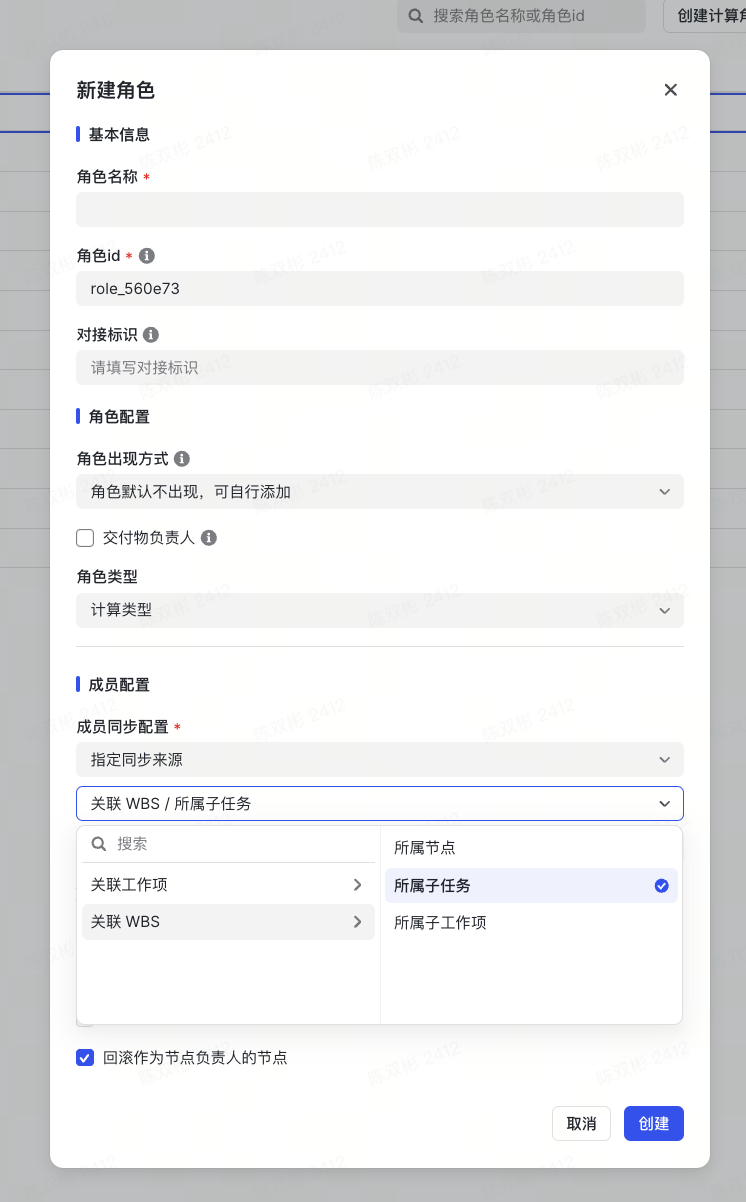 搜索角色名称或角色id
创建计算角
新建角色
基本信息
角色名称 *
角色id *
role_560e73
对接标识
请填写对接标识
角色配置
角色出现方式
角色默认不出现，可自行添加
交付物负责人
角色类型
计算类型
成员配置
成员同步配置 *
指定同步来源
关联 WBS / 所属子任务
搜索
关联工作项
关联 WBS
所属节点
所属子任务
所属子工作项
回滚作为节点负责人的节点
取消
创建
陈双彬 2412